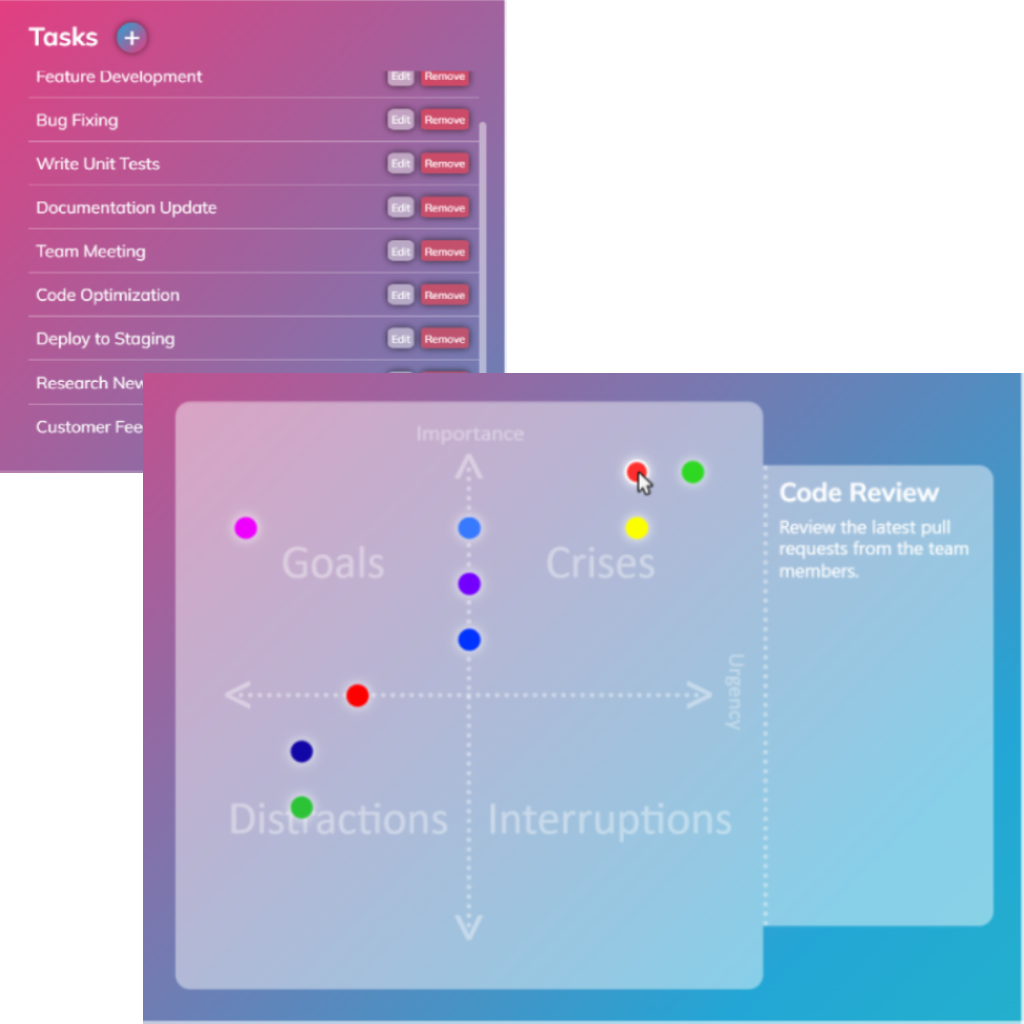 Tasks +
Feature Development Edit Remove
Bug Fixing Edit Remove
Write Unit Tests Edit Remove
Documentation Update Edit Remove
Team Meeting Edit Remove
Code Optimization Edit Remove
Deploy to Staging Edit Remove
Research New
Customer Fee
Importance
Goals
Crises
Urgency
Distractions
Interruptions
Code Review
Review the latest pull
requests from the team
members.